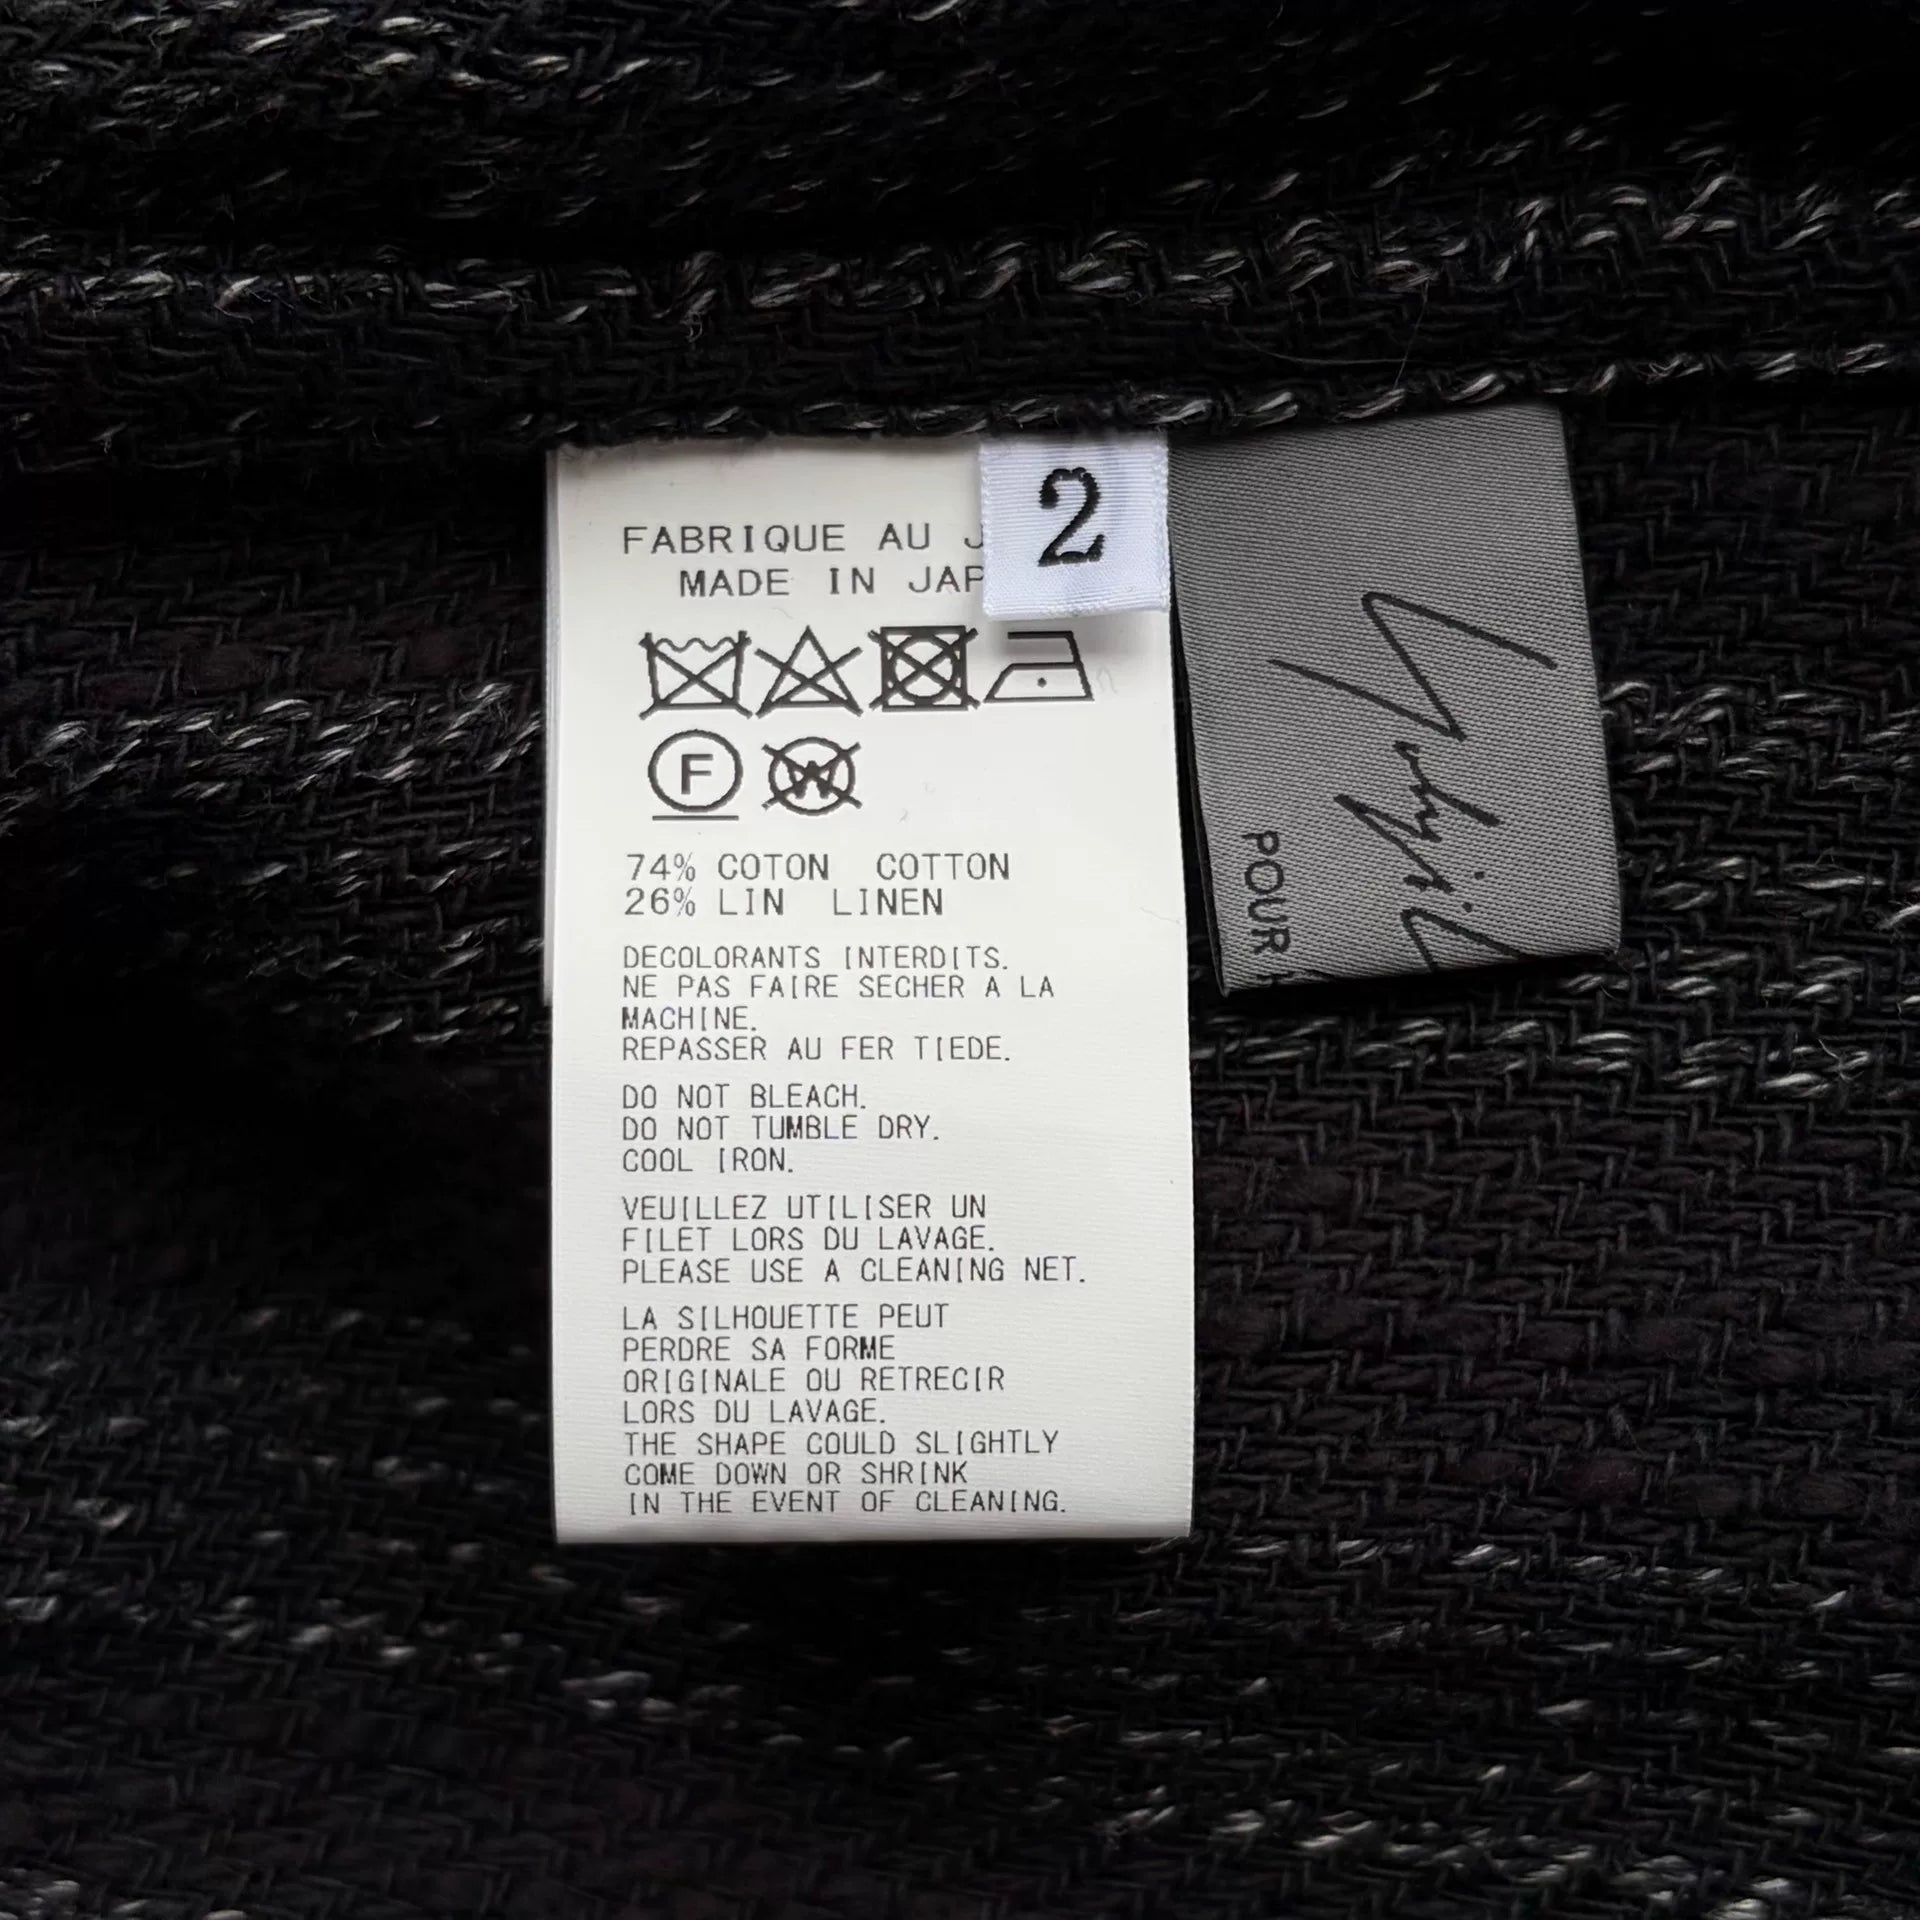 FABRIQUE AU
MADE IN
2
F
W
74% COTON COTTON
26% LIN LINEN
DECOLORANTS INTERDITS.
NE PAS FAIRE SECHER A LA
MACHINE.
REPASSER AU FER TIEDE.
DO NOT BLEACH.
DO NOT TUMBLE DRY.
COOL IRON.
VEUILLEZ UTILISER UN
FILET LORS DU LAVAGE.
PLEASE USE A CLEANING NET.
LA SILHOUETTE PEUT
PERDRE SA FORME
ORIGINALE OU RETRECIR
LORS DU LAVAGE.
THE SHAPE COULD SLIGHTLY
COME DOWN OR SHRINK
IN THE EVENT OF CLEANING.
POUR